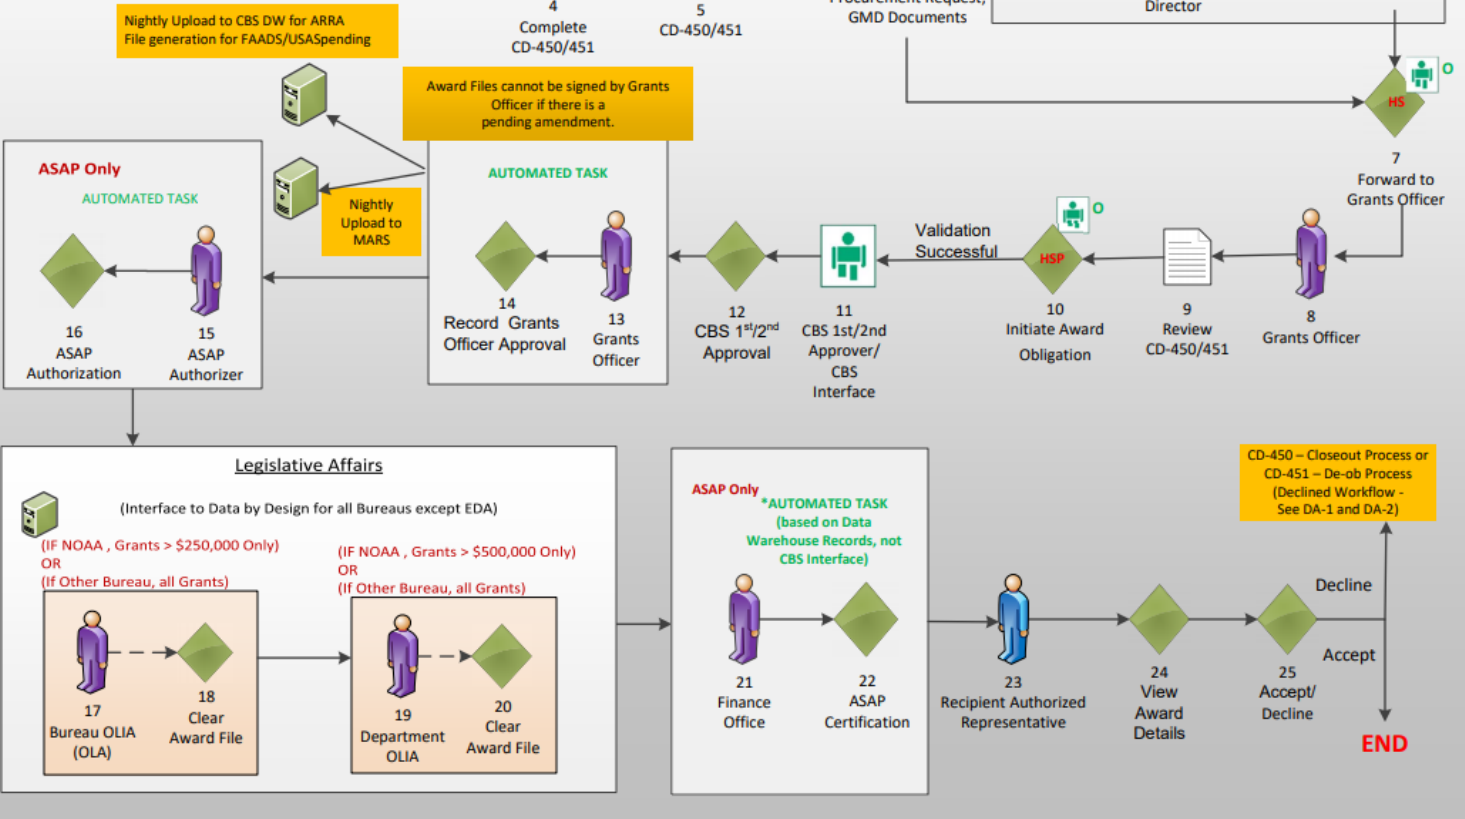 Nightly Upload to CBS DW for ARRA
File generation for FAADS/USASpending
4
Complete
CD-450/451
5
CD-450/451
GMD Documents
Director
Award Files cannot be signed by Grants
Officer if there is a
pending amendment.
HS
O
7
Forward to
Grants Officer
ASAP Only
AUTOMATED TASK
16
ASAP
Authorization
15
ASAP
Authorizer
Nightly
Upload to
MARS
AUTOMATED TASK
14
Record Grants
Officer Approval
13
Grants
Officer
12
CBS 1st/2nd
Approval
11
CBS 1st/2nd
Approver/
CBS
Interface
Validation
Successful
O
HSP
10
Initiate Award
Obligation
9
Review
CD-450/451
8
Grants Officer
Legislative Affairs
(Interface to Data by Design for all Bureaus except EDA)
(IF NOAA , Grants > $250,000 Only)
OR
(If Other Bureau, all Grants)
17
Bureau OLIA
(OLA)
18
Clear
Award File
(IF NOAA , Grants > $500,000 Only)
OR
(If Other Bureau, all Grants)
19
Department
OLIA
20
Clear
Award File
ASAP Only
*AUTOMATED TASK
(based on Data
Warehouse Records, not
CBS Interface)
21
Finance
Office
22
ASAP
Certification
23
Recipient Authorized
Representative
24
View
Award
Details
25
Accept/
Decline
CD-450 – Closeout Process or
CD-451 – De-ob Process
(Declined Workflow -
See DA-1 and DA-2)
Decline
Accept
END